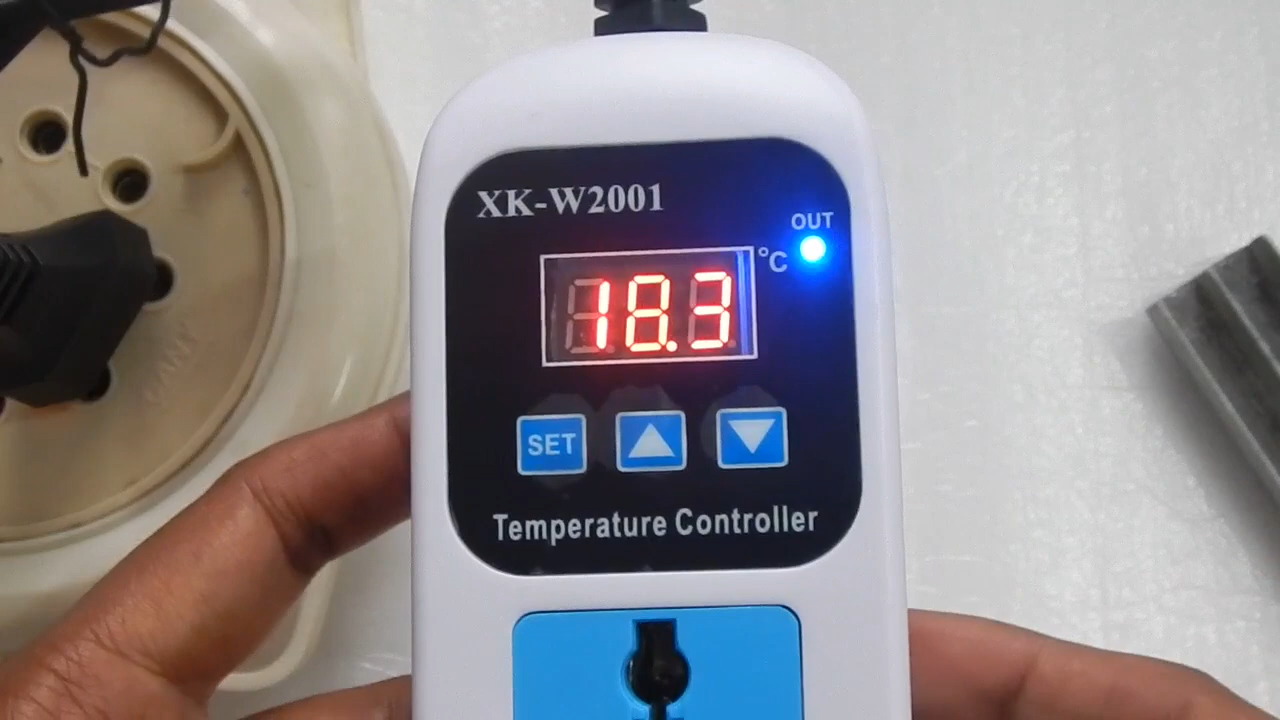 XK-W2001
OUT
°C
18.3
SET
Temperature Controller